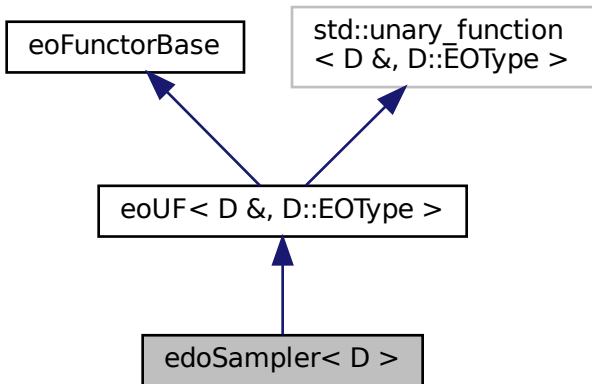 eoFunctorBase
std::unary_function
< D &, D::EOType >
eoUF< D &, D::EOType >
edoSampler< D >